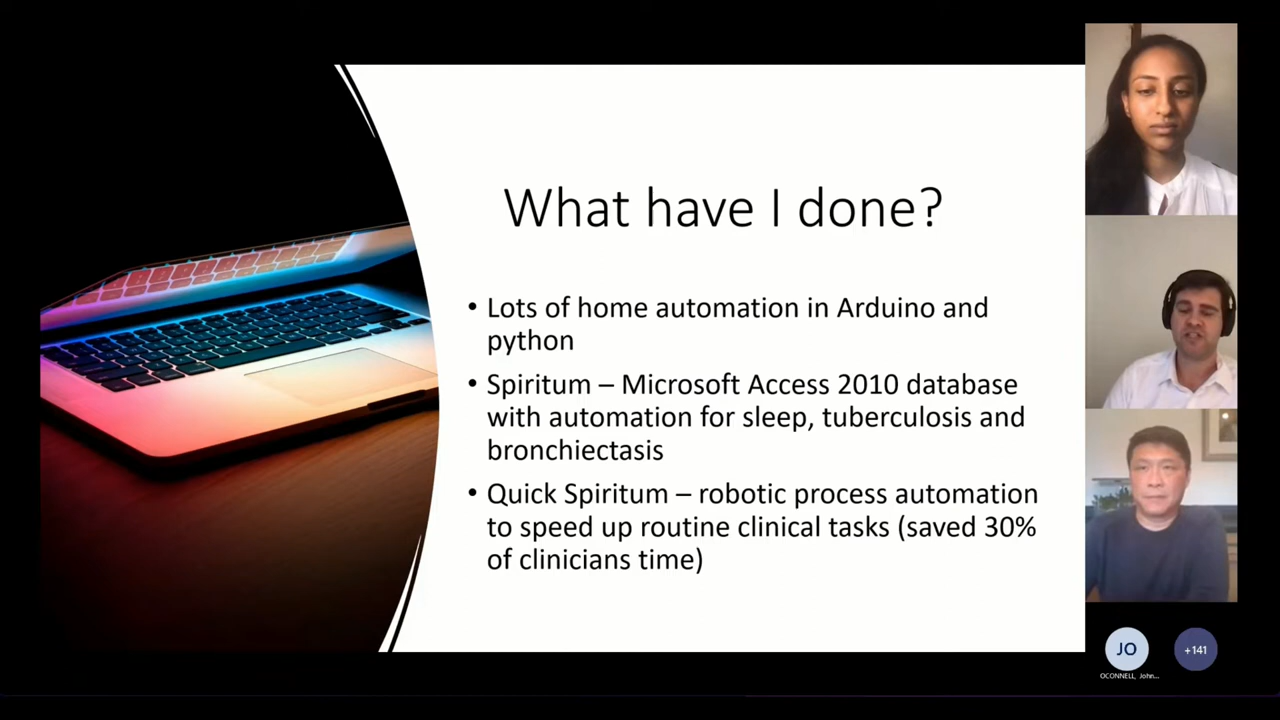 What have I done?
• Lots of home automation in Arduino and
python
• Spiritum – Microsoft Access 2010 database
with automation for sleep, tuberculosis and
bronchiectasis
• Quick Spiritum – robotic process automation
to speed up routine clinical tasks (saved 30%
of clinicians time)
JO
+141
OCONNELL, John...